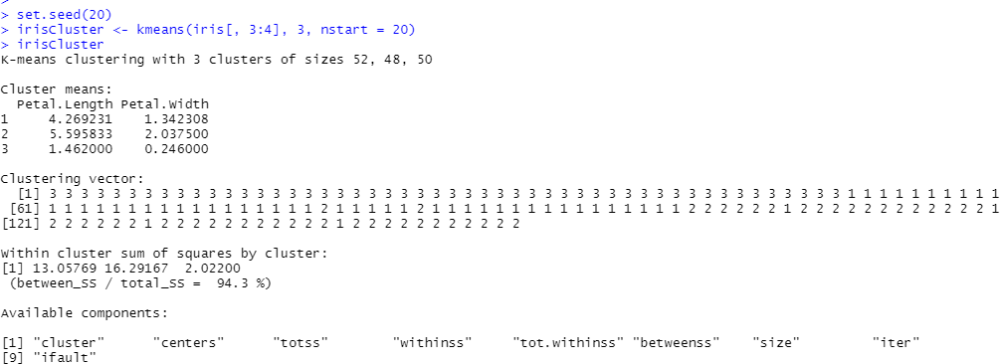 >
> set.seed(20)
> irisCluster <- kmeans(iris[, 3:4], 3, nstart = 20)
> irisCluster
K-means clustering with 3 clusters of sizes 52, 48, 50
Cluster means:
Petal.Length Petal.Width
1 4.269231 1.342308
2 5.595833 2.037500
3 1.462000 0.246000
Clustering vector:
[1] 3 3 3 3 3 3 3 3 3 3 3 3 3 3 3 3 3 3 3 3 3 3 3 3 3 3 3 3 3 3 3 3 3 3 3 3 3 3 3 3 3 3 3 3 3 3 3 3 3 3 1 1 1 1 1 1 1 1 1 1
[61] 1 1 1 1 1 1 1 1 1 1 1 1 1 1 1 1 1 2 1 1 1 1 1 2 1 1 1 1 1 1 1 1 1 1 1 1 1 1 1 1 2 2 2 2 2 2 1 2 2 2 2 2 2 2 2 2 2 2 2 1
[121] 2 2 2 2 2 2 1 2 2 2 2 2 2 2 2 2 2 2 1 2 2 2 2 2 2 2 2 2 2 2
Within cluster sum of squares by cluster:
[1] 13.05769 16.29167 2.02200
(between_SS / total_SS = 94.3 %)
Available components:
[1] "cluster" "centers" "totss" "withinss" "tot.withinss" "betweenss" "size" "iter"
[9] "ifault"